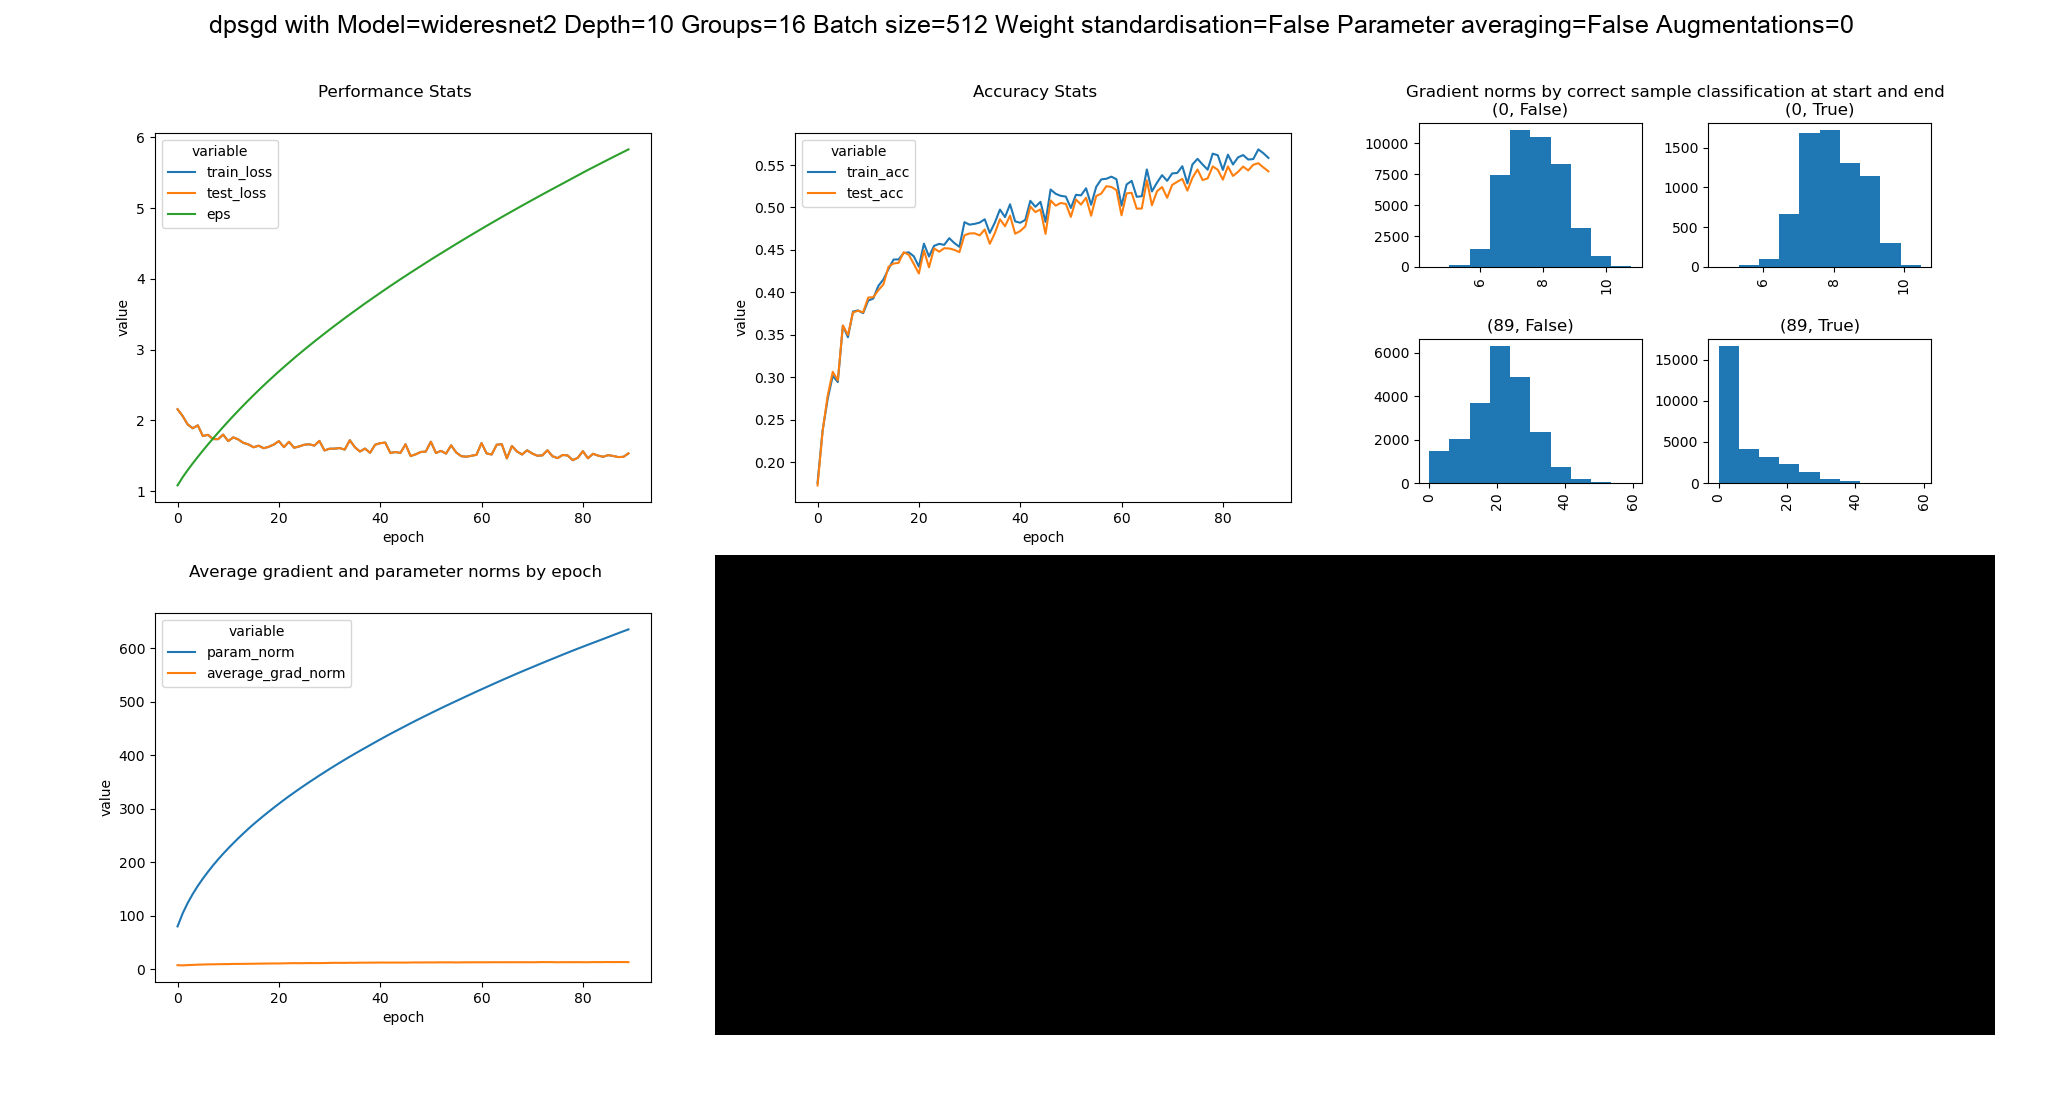 dpsgd with Model=wideresnet2 Depth=10 Groups=16 Batch size=512 Weight standardisation=False Parameter averaging=False Augmentations=0
Performance Stats
variable
train_loss
test_loss
eps
value
6
5
4
3
2
1
0 20 40 60 80
epoch
Accuracy Stats
variable
train_acc
test_acc
value
0.55
0.50
0.45
0.40
0.35
0.30
0.25
0.20
0 20 40 60 80
epoch
Gradient norms by correct sample classification at start and end
(0, False)
10000
7500
5000
2500
0
6 8 10
(0, True)
1500
1000
500
0
6 8 10
(89, False)
6000
4000
2000
0
0 20 40 60
(89, True)
15000
10000
5000
0
0 20 40 60
Average gradient and parameter norms by epoch
variable
param_norm
average_grad_norm
value
600
500
400
300
200
100
0
0 20 40 60 80
epoch